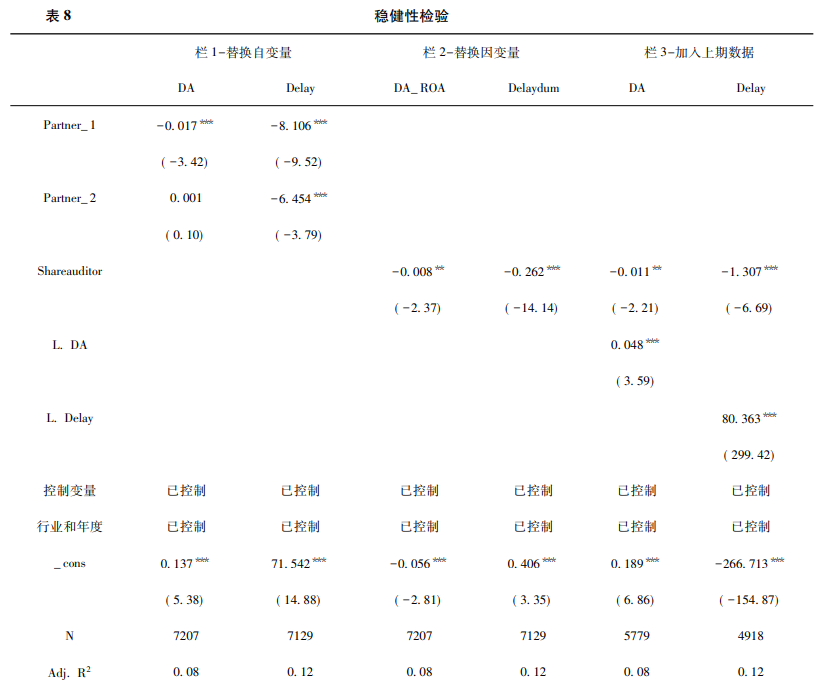 表 8 稳健性检验
栏 1-替换自变量 栏 2-替换因变量 栏 3-加入上期数据
DA Delay DA_ROA Delaydum DA Delay
Partner_1 -0.017*** -8.106***
(-3.42) (-9.52)
Partner_2 0.001 -6.454***
(0.10) (-3.79)
Shareauditor -0.008** -0.262*** -0.011** -1.307***
(-2.37) (-14.14) (-2.21) (-6.69)
L. DA 0.048***
(3.59)
L. Delay 80.363***
(299.42)
控制变量 已控制 已控制 已控制 已控制 已控制 已控制
行业和年度 已控制 已控制 已控制 已控制 已控制 已控制
_cons 0.137*** 71.542*** -0.056*** 0.406*** 0.189*** -266.713***
(5.38) (14.88) (-2.81) (3.35) (6.86) (-154.87)
N 7207 7129 7207 7129 5779 4918
Adj. R² 0.08 0.12 0.08 0.12 0.08 0.12